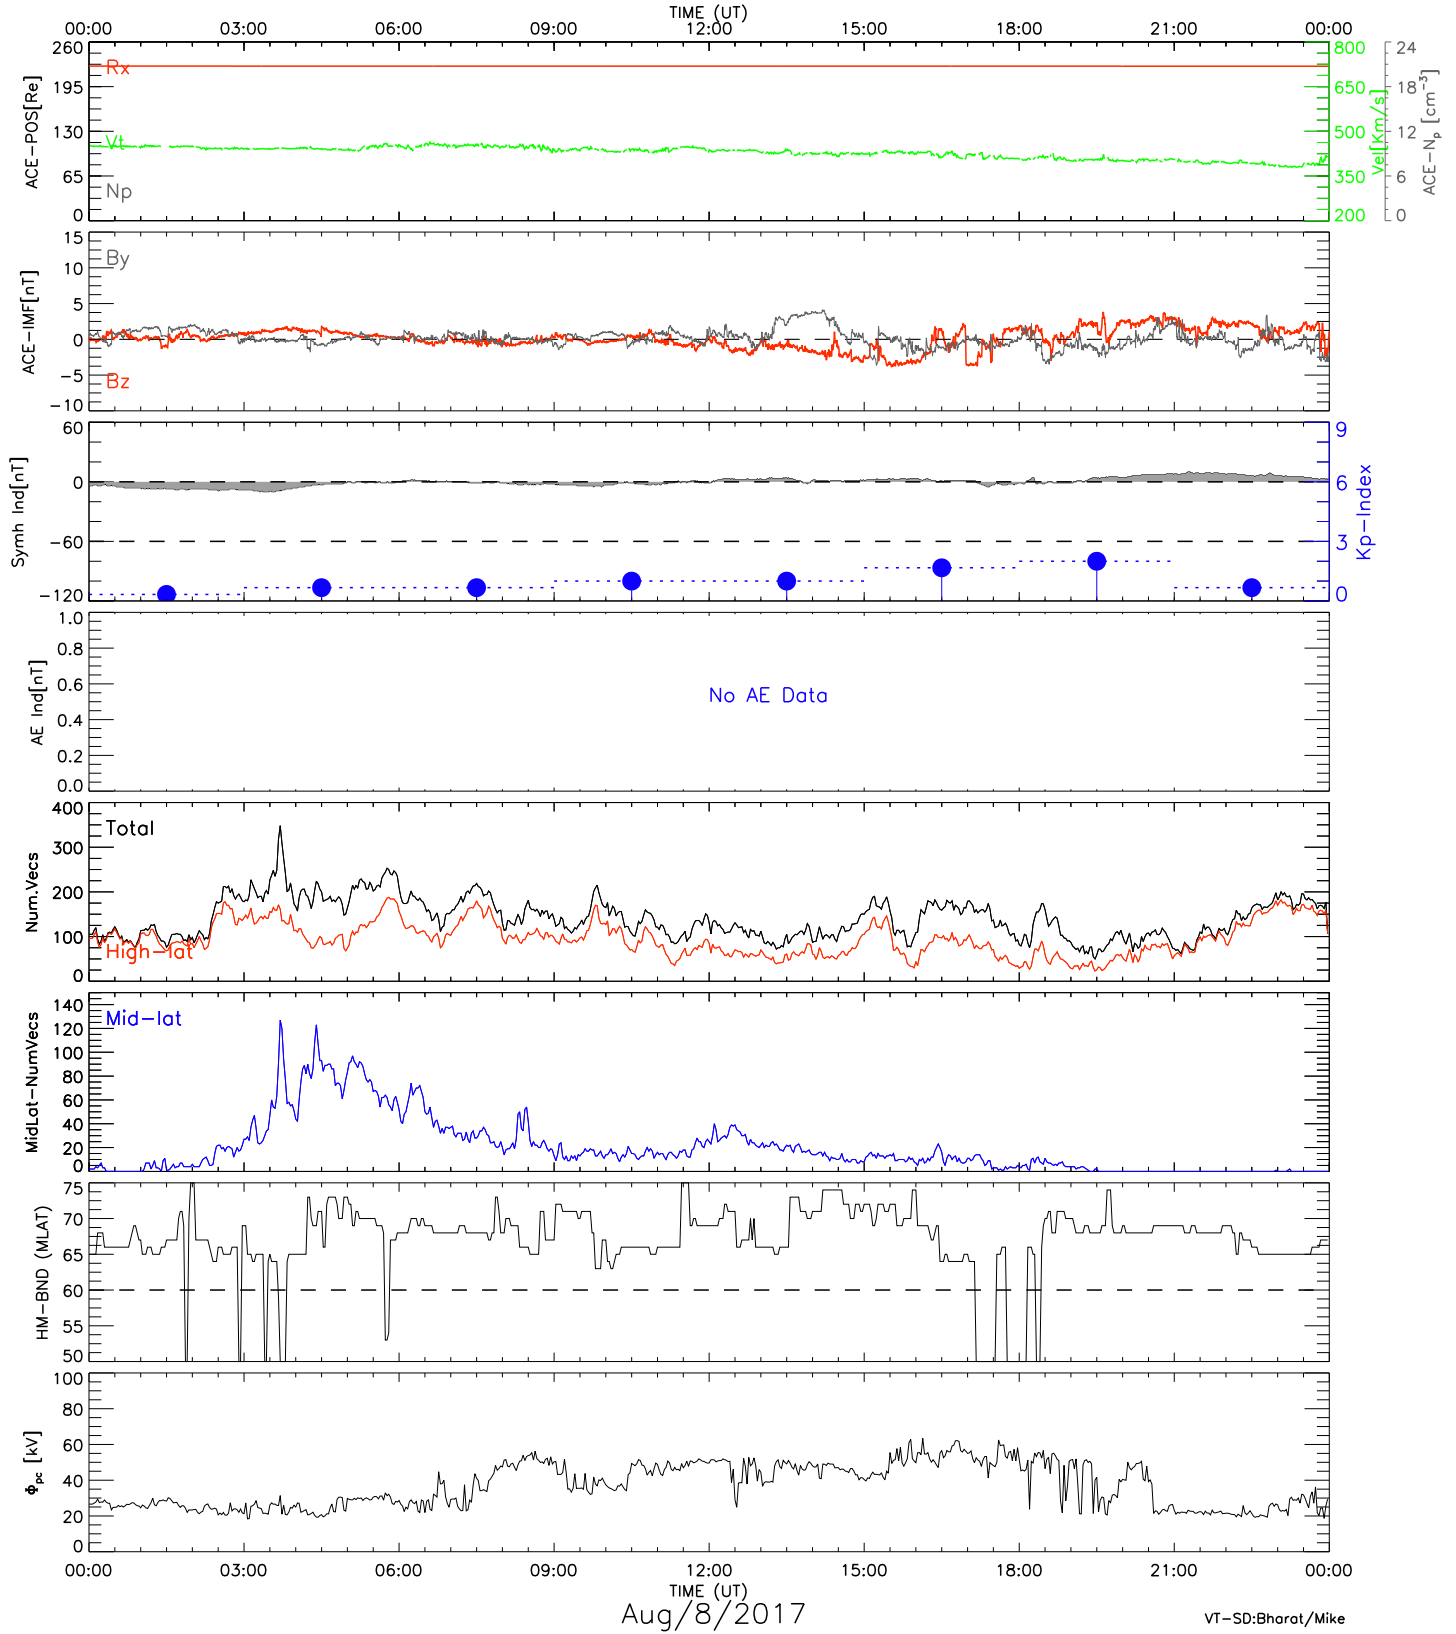 TIME (UT)
00:00 03:00 06:00 09:00 12:00 15:00 18:00 21:00 00:00
260 195 130 65 0
ACE-POS[Re]
Rx
Vt
Np
800 650 500 350 200
Vel[Km/s]
24 18 12 6 0
ACE-Np [cm-3]
15 10 5 0 -5 -10
ACE-IMF[nT]
By
Bz
60 0 -60 -120
Symh Ind[nT]
9 6 3 0
Kp-Index
1.0 0.8 0.6 0.4 0.2 0.0
AE Ind[nT]
No AE Data
400 300 200 100 0
Num.Vecs
Total
High-lat
140 120 100 80 60 40 20 0
MidLat-NumVecs
Mid-lat
75 70 65 60 55 50
HM-BND (MLAT)
100 80 60 40 20 0
Φpc [kV]
00:00 03:00 06:00 09:00 12:00 15:00 18:00 21:00 00:00
TIME (UT)
Aug/8/2017
VT-SD:Bharat/Mike